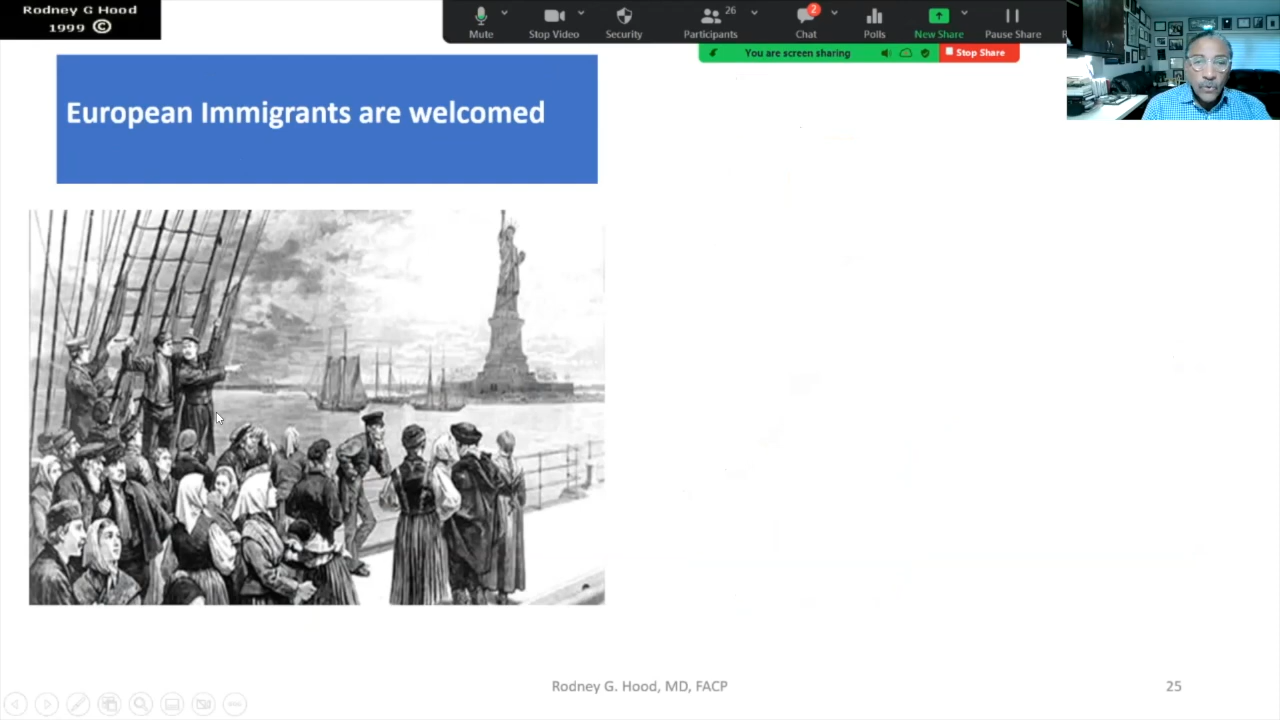 Rodney G Hood
1999 ©
Mute
Stop Video
Security
26
Participants
2
Chat
Polls
New Share
Pause Share
You are screen sharing
Stop Share
European Immigrants are welcomed
Rodney G. Hood, MD, FACP
25